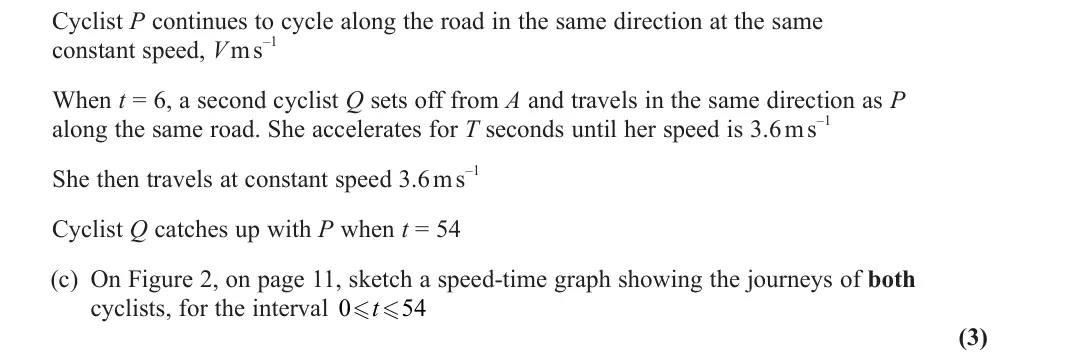 Cyclist P continues to cycle along the road in the same direction at the same
constant speed, V m s⁻¹
When t = 6, a second cyclist Q sets off from A and travels in the same direction as P
along the same road. She accelerates for T seconds until her speed is 3.6 m s⁻¹
She then travels at constant speed 3.6 m s⁻¹
Cyclist Q catches up with P when t = 54
(c) On Figure 2, on page 11, sketch a speed-time graph showing the journeys of both
cyclists, for the interval 0⩽t⩽54
(3)